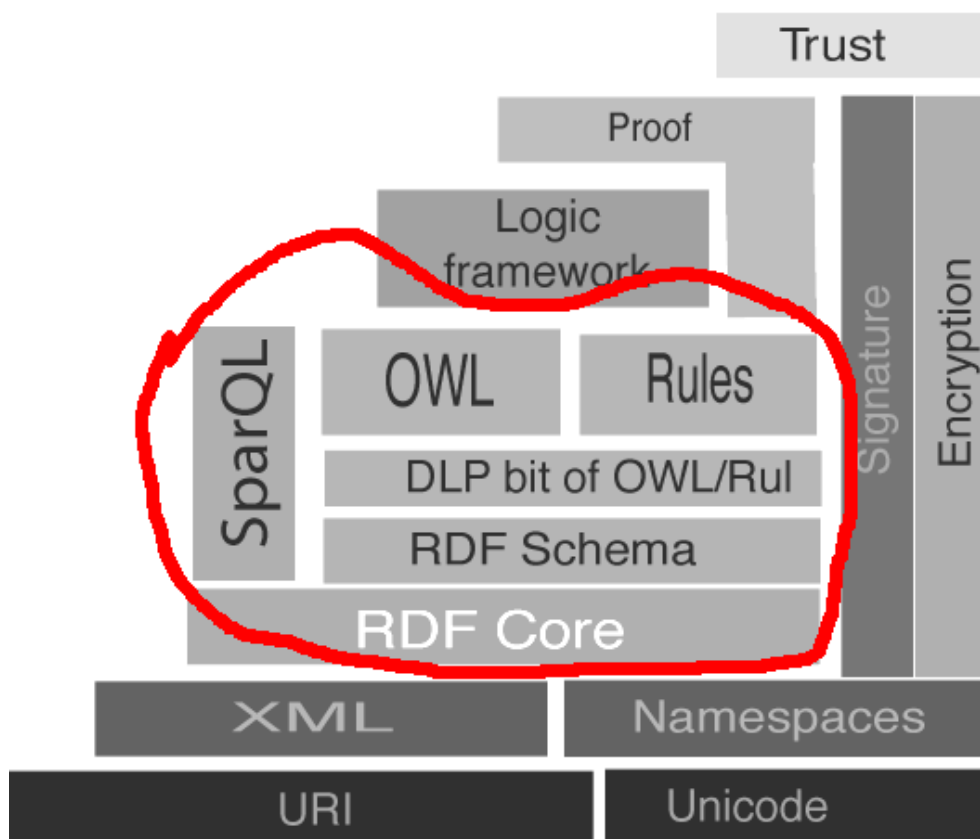 Trust
Proof
Logic
framework
SparQL
OWL
Rules
DLP bit of OWL/Rul
RDF Schema
RDF Core
Signature
Encryption
XML
Namespaces
URI
Unicode